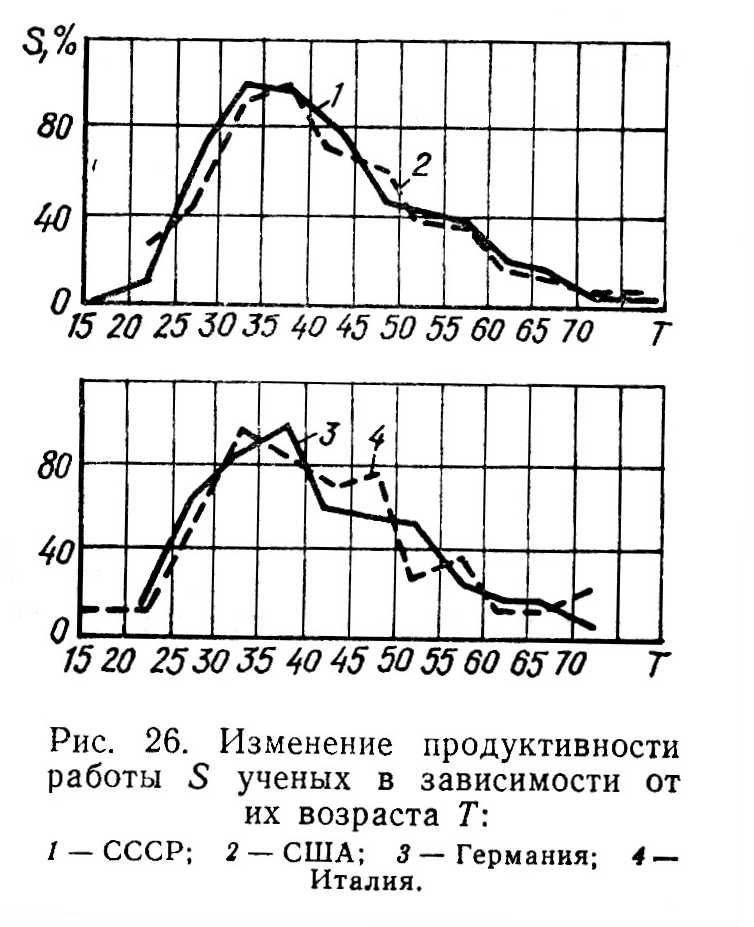 S,%
80
40
0
15 20 25 30 35 40 45 50 55 60 65 70 T
1
2
80
40
0
15 20 25 30 35 40 45 50 55 60 65 70 T
3
4
Рис. 26. Изменение продуктивности
работы S ученых в зависимости от
их возраста T:
1 — СССР; 2 — США; 3 — Германия; 4 —
Италия.